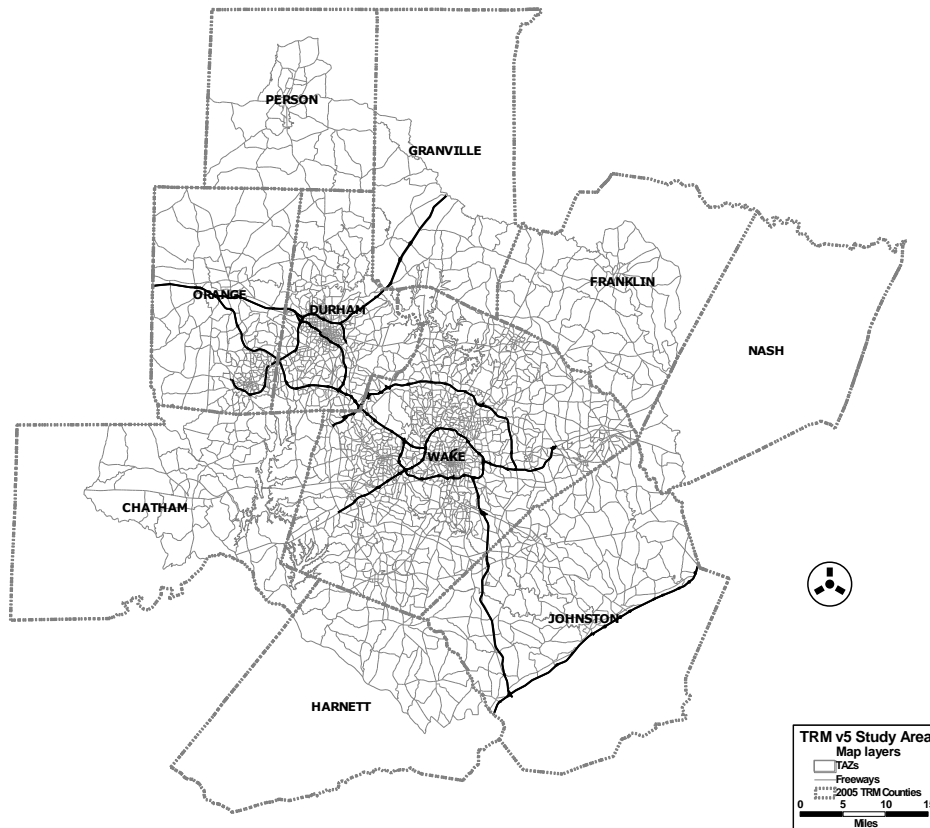 PERSON
GRANVILLE
FRANKLIN
ORANGE
DURHAM
NASH
WAKE
CHATHAM
JOHNSTON
HARNETT
TRM v5 Study Area
Map layers
TAZs
Freeways
2005 TRM Counties
0 5 10 15
Miles